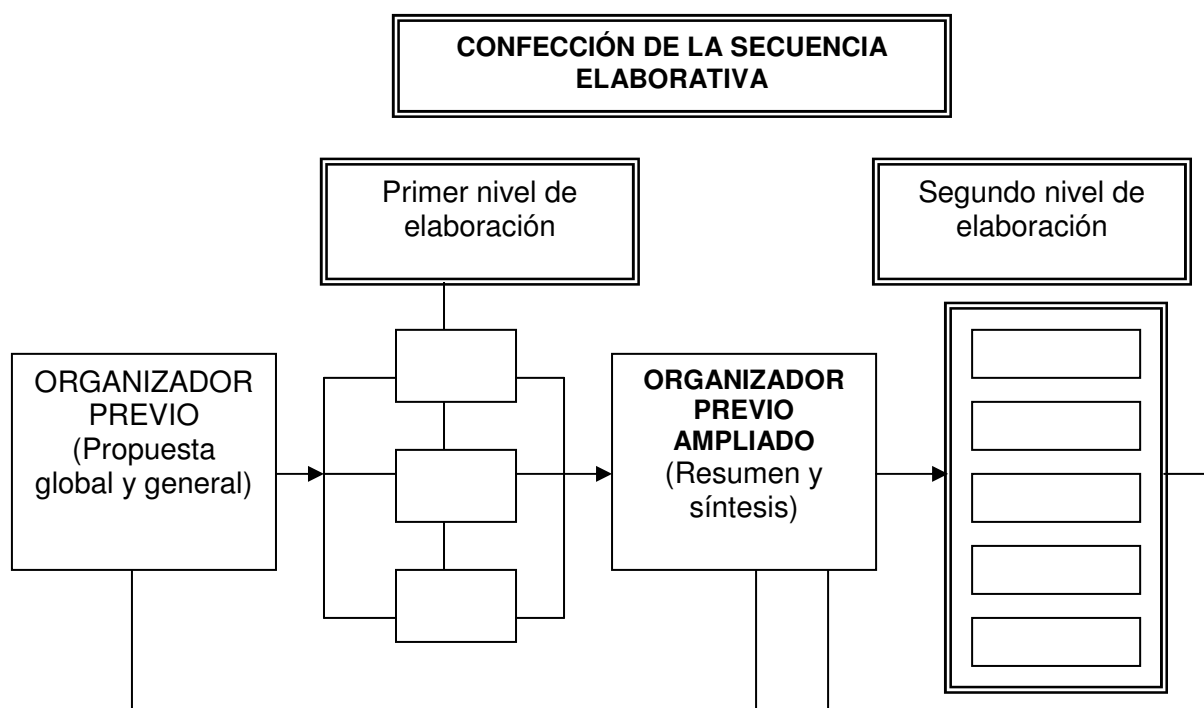 CONFECCIÓN DE LA SECUENCIA
ELABORATIVA
Primer nivel de
elaboración
Segundo nivel de
elaboración
ORGANIZADOR
PREVIO
(Propuesta
global y general)
ORGANIZADOR
PREVIO
AMPLIADO
(Resumen y
síntesis)